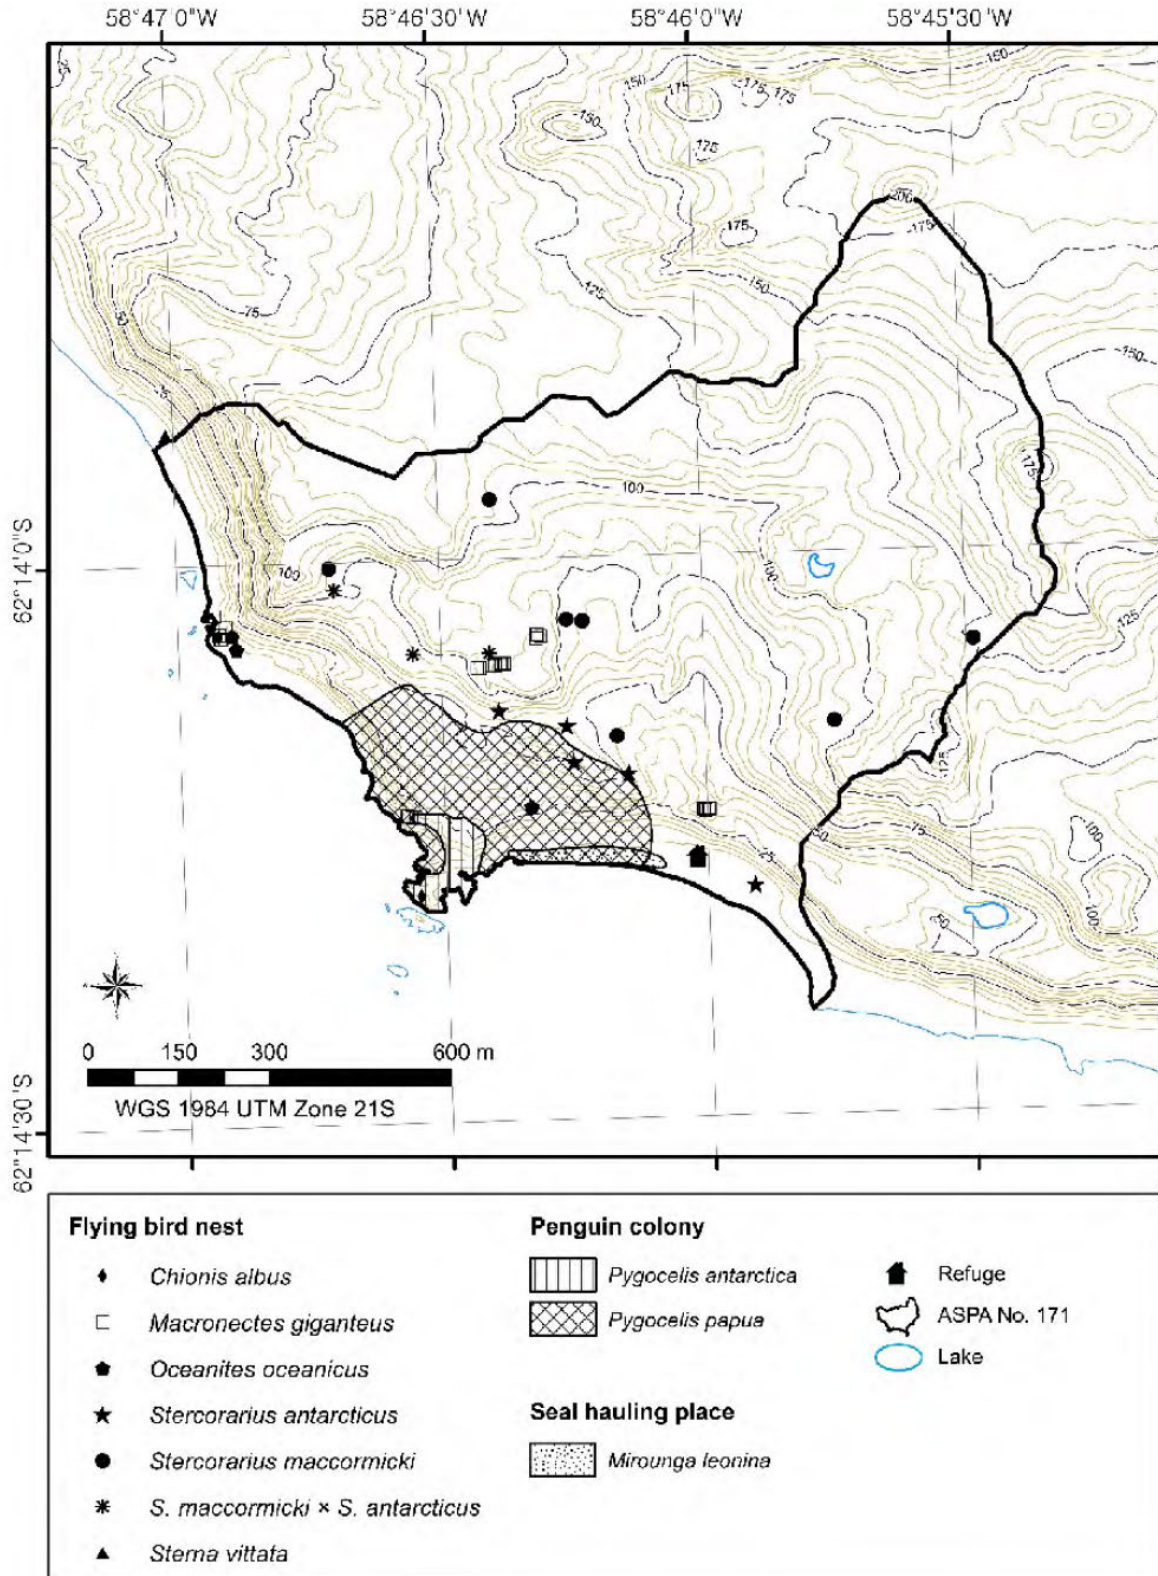 58°47'0"W 58°46'30"W 58°46'0"W 58°45'30"W
25
150
150
175
175
175
150
175
200
175
175
150
125
75
50
150
175
100
62°14'0"S
100
100
125
125
50
75
25
100
50
100
0 150 300 600 m
WGS 1984 UTM Zone 21S
62°14'30"S
Flying bird nest
Chionis albus
Macronectes giganteus
Oceanites oceanicus
Stercorarius antarcticus
Stercorarius maccormicki
S. maccormicki × S. antarcticus
Sterna vittata
Penguin colony
Pygocelis antarctica
Pygocelis papua
Seal hauling place
Mirounga leonina
Refuge
ASPA No. 171
Lake